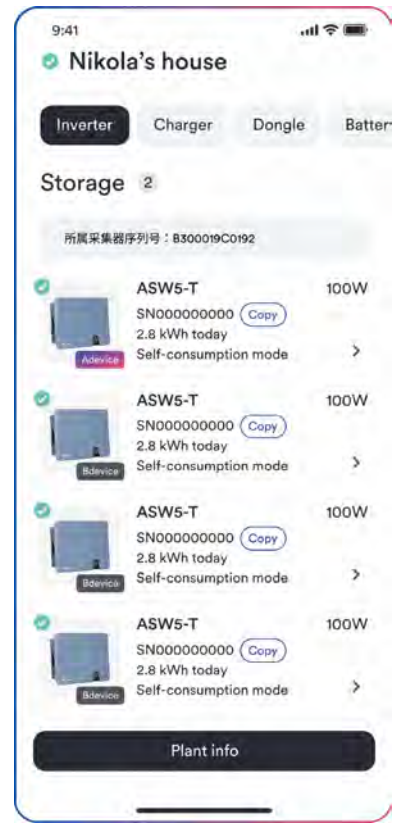 9:41
Nikola's house
Inverter Charger Dongle Batter
Storage 2
所属采集器序列号：B300019C0192
ASW5-T 100W
SN000000000 Copy
2.8 kWh today
Self-consumption mode
Adevice
ASW5-T 100W
SN000000000 Copy
2.8 kWh today
Self-consumption mode
Bdevice
ASW5-T 100W
SN000000000 Copy
2.8 kWh today
Self-consumption mode
Bdevice
ASW5-T 100W
SN000000000 Copy
2.8 kWh today
Self-consumption mode
Bdevice
Plant info